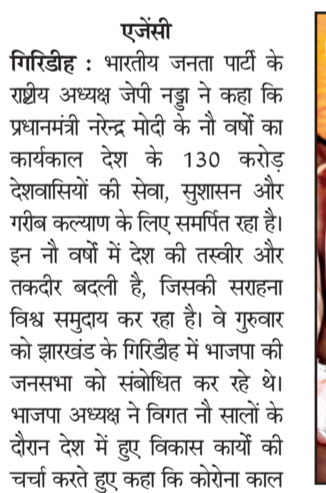 एजेंसी
गिरिडीह : भारतीय जनता पार्टी के
राष्ट्रीय अध्यक्ष जेपी नड्डा ने कहा कि
प्रधानमंत्री नरेन्द्र मोदी के नौ वर्षों का
कार्यकाल देश के 130 करोड़
देशवासियों की सेवा, सुशासन और
गरीब कल्याण के लिए समर्पित रहा है।
इन नौ वर्षों में देश की तस्वीर और
तकदीर बदली है, जिसकी सराहना
विश्व समुदाय कर रहा है। वे गुरुवार
को झारखंड के गिरिडीह में भाजपा की
जनसभा को संबोधित कर रहे थे।
भाजपा अध्यक्ष ने विगत नौ सालों के
दौरान देश में हुए विकास कार्यों की
चर्चा करते हुए कहा कि कोरोना काल